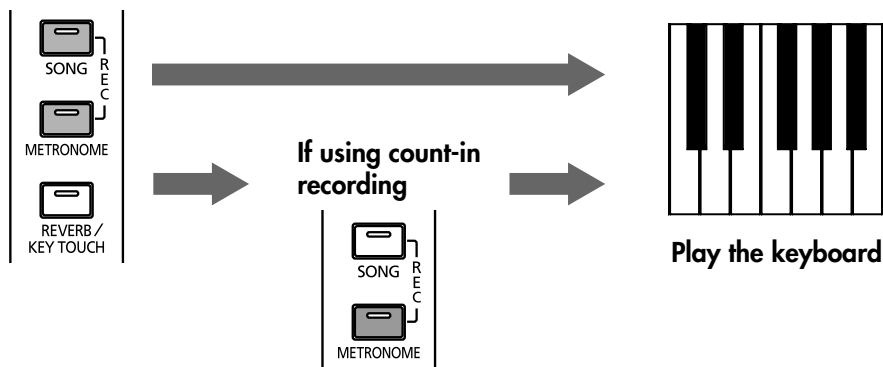 SONG
REC
METRONOME
REVERB /
KEY TOUCH
If using count-in
recording
SONG
REC
METRONOME
Play the keyboard